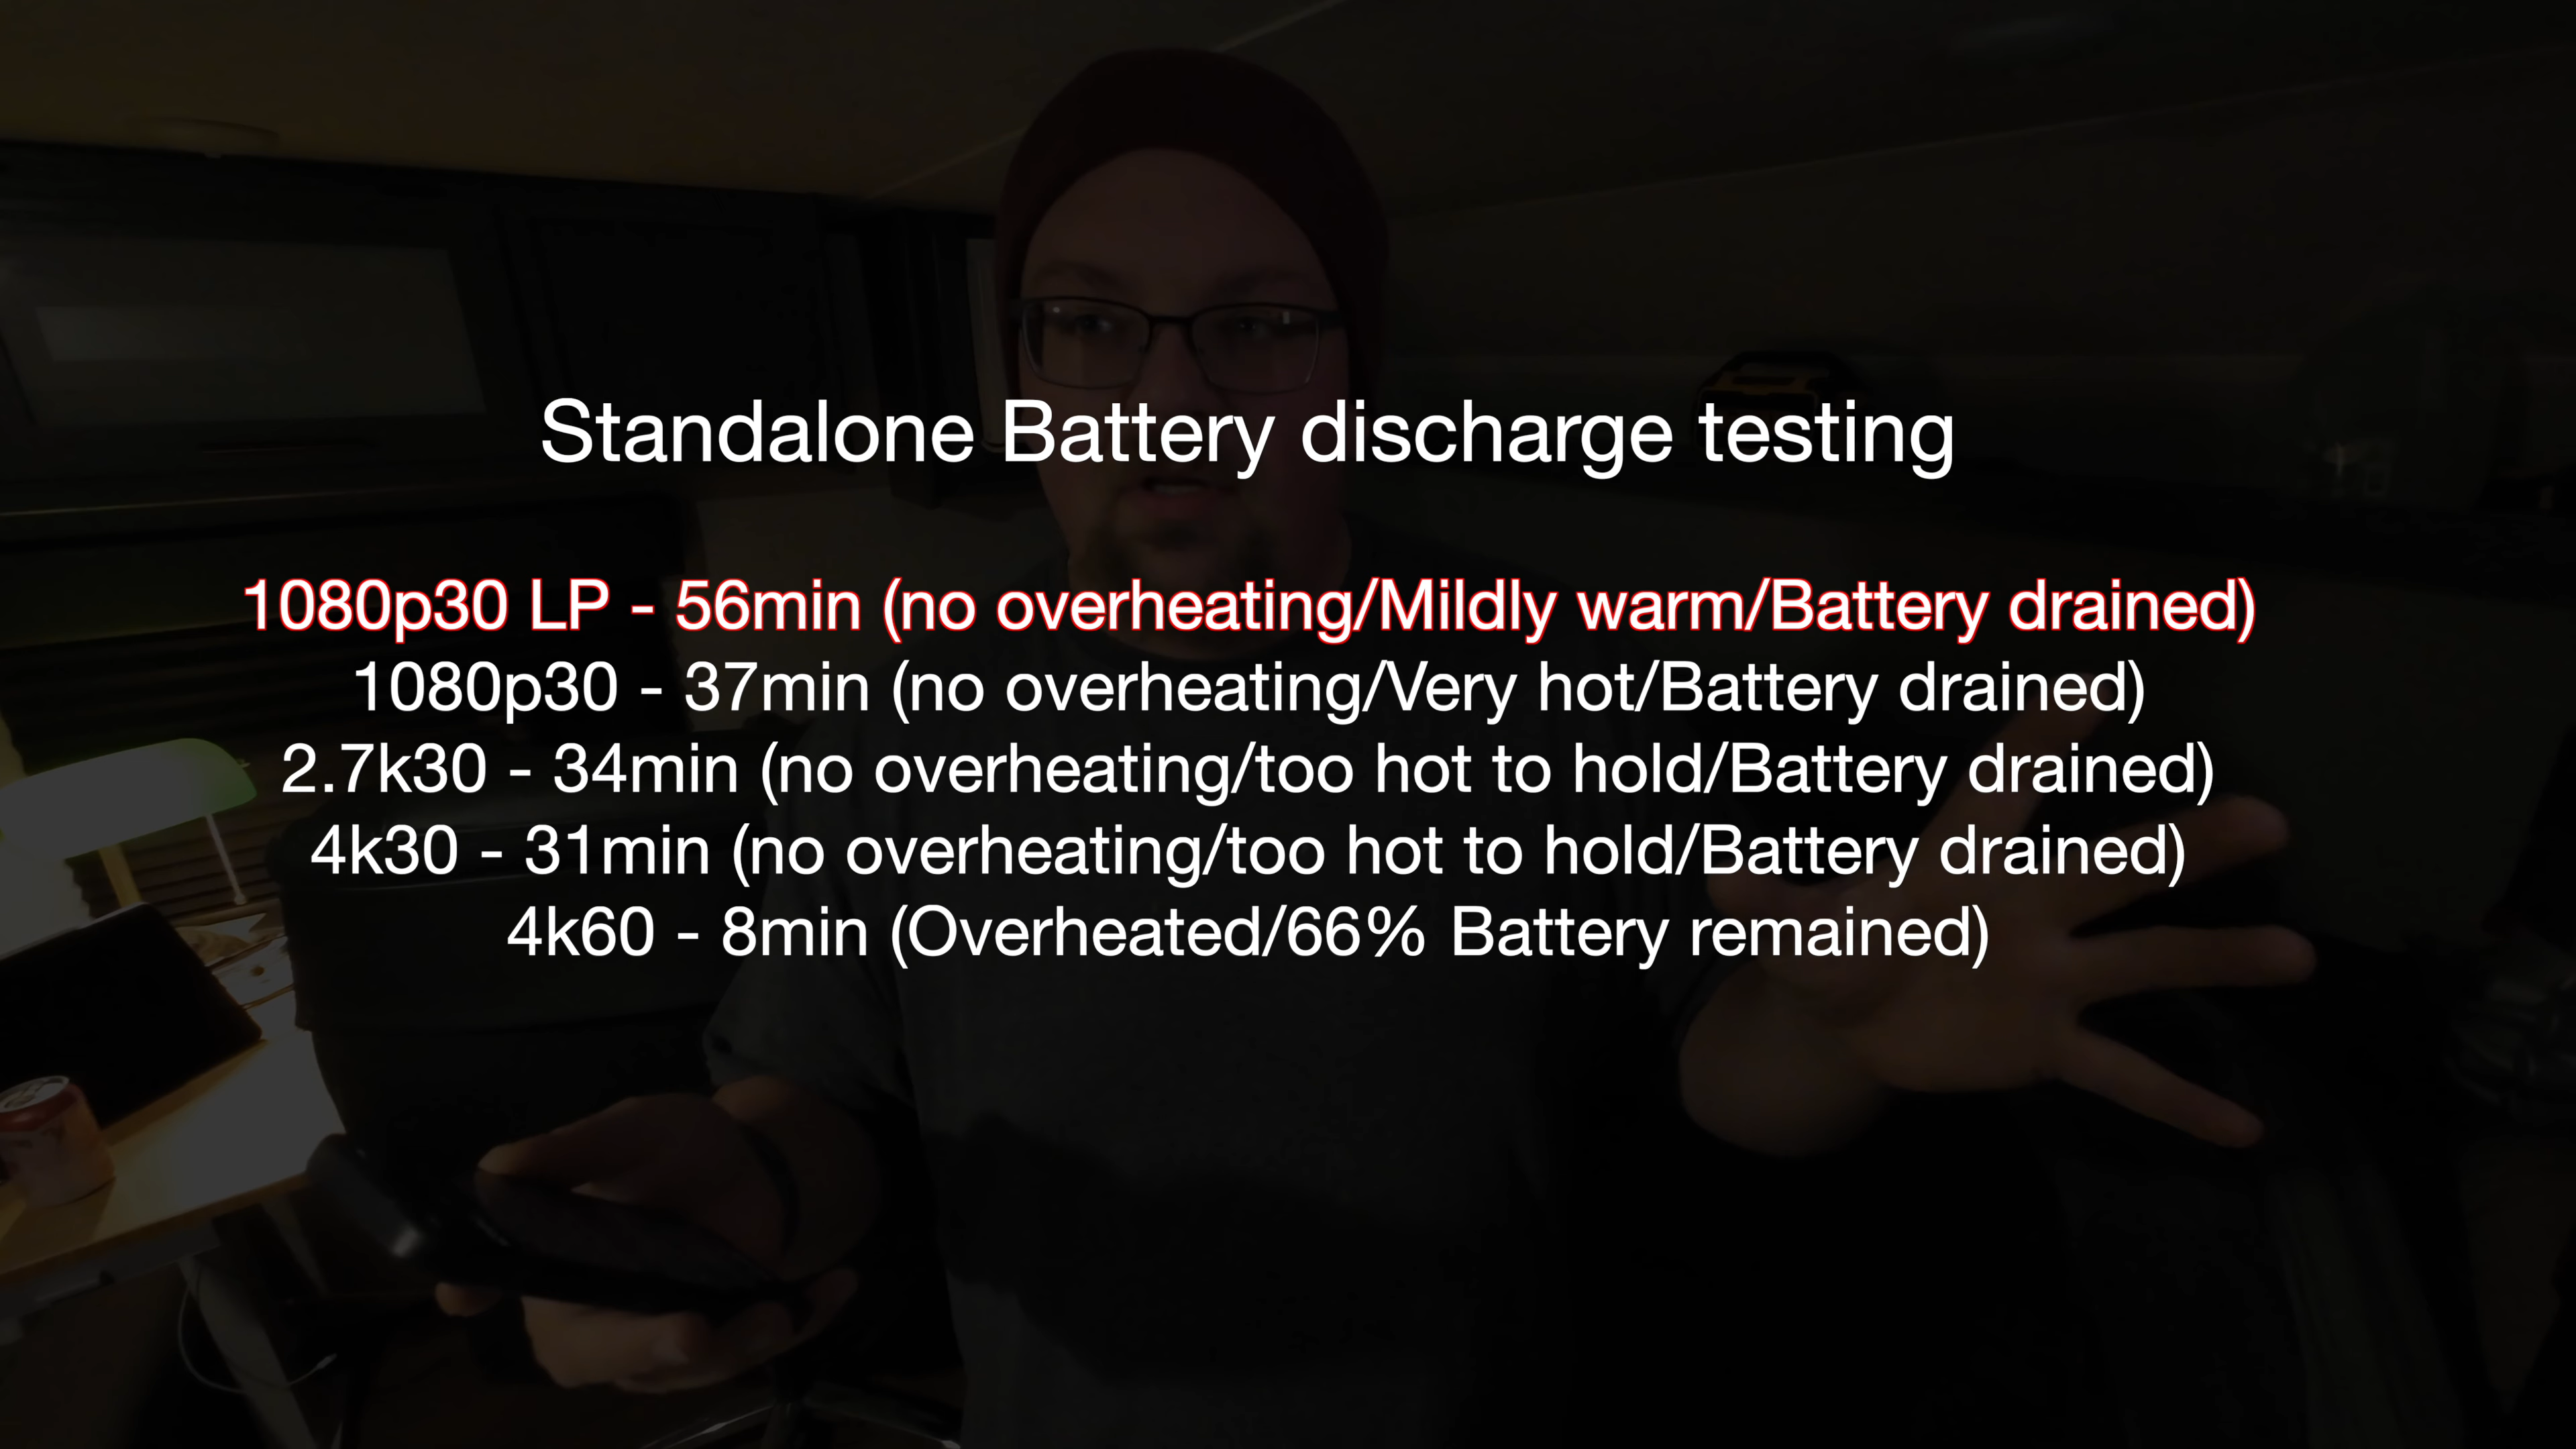 Standalone Battery discharge testing
1080p30 LP - 56min (no overheating/Mildly warm/Battery drained)
1080p30 - 37min (no overheating/Very hot/Battery drained)
2.7k30 - 34min (no overheating/too hot to hold/Battery drained)
4k30 - 31min (no overheating/too hot to hold/Battery drained)
4k60 - 8min (Overheated/66% Battery remained)